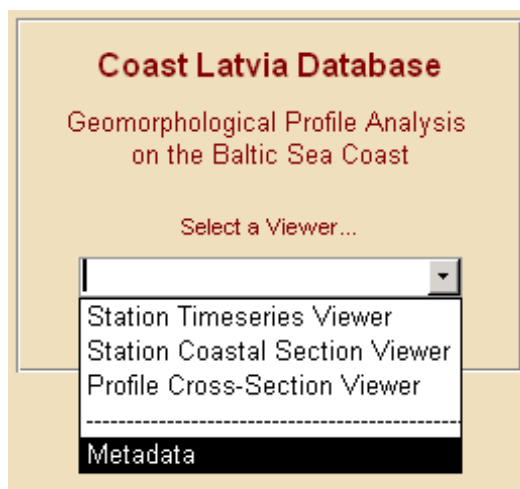 Coast Latvia Database
Geomorphological Profile Analysis
on the Baltic Sea Coast
Select a Viewer...
Station Timeseries Viewer
Station Coastal Section Viewer
Profile Cross-Section Viewer
------------------------------------------------------------
Metadata